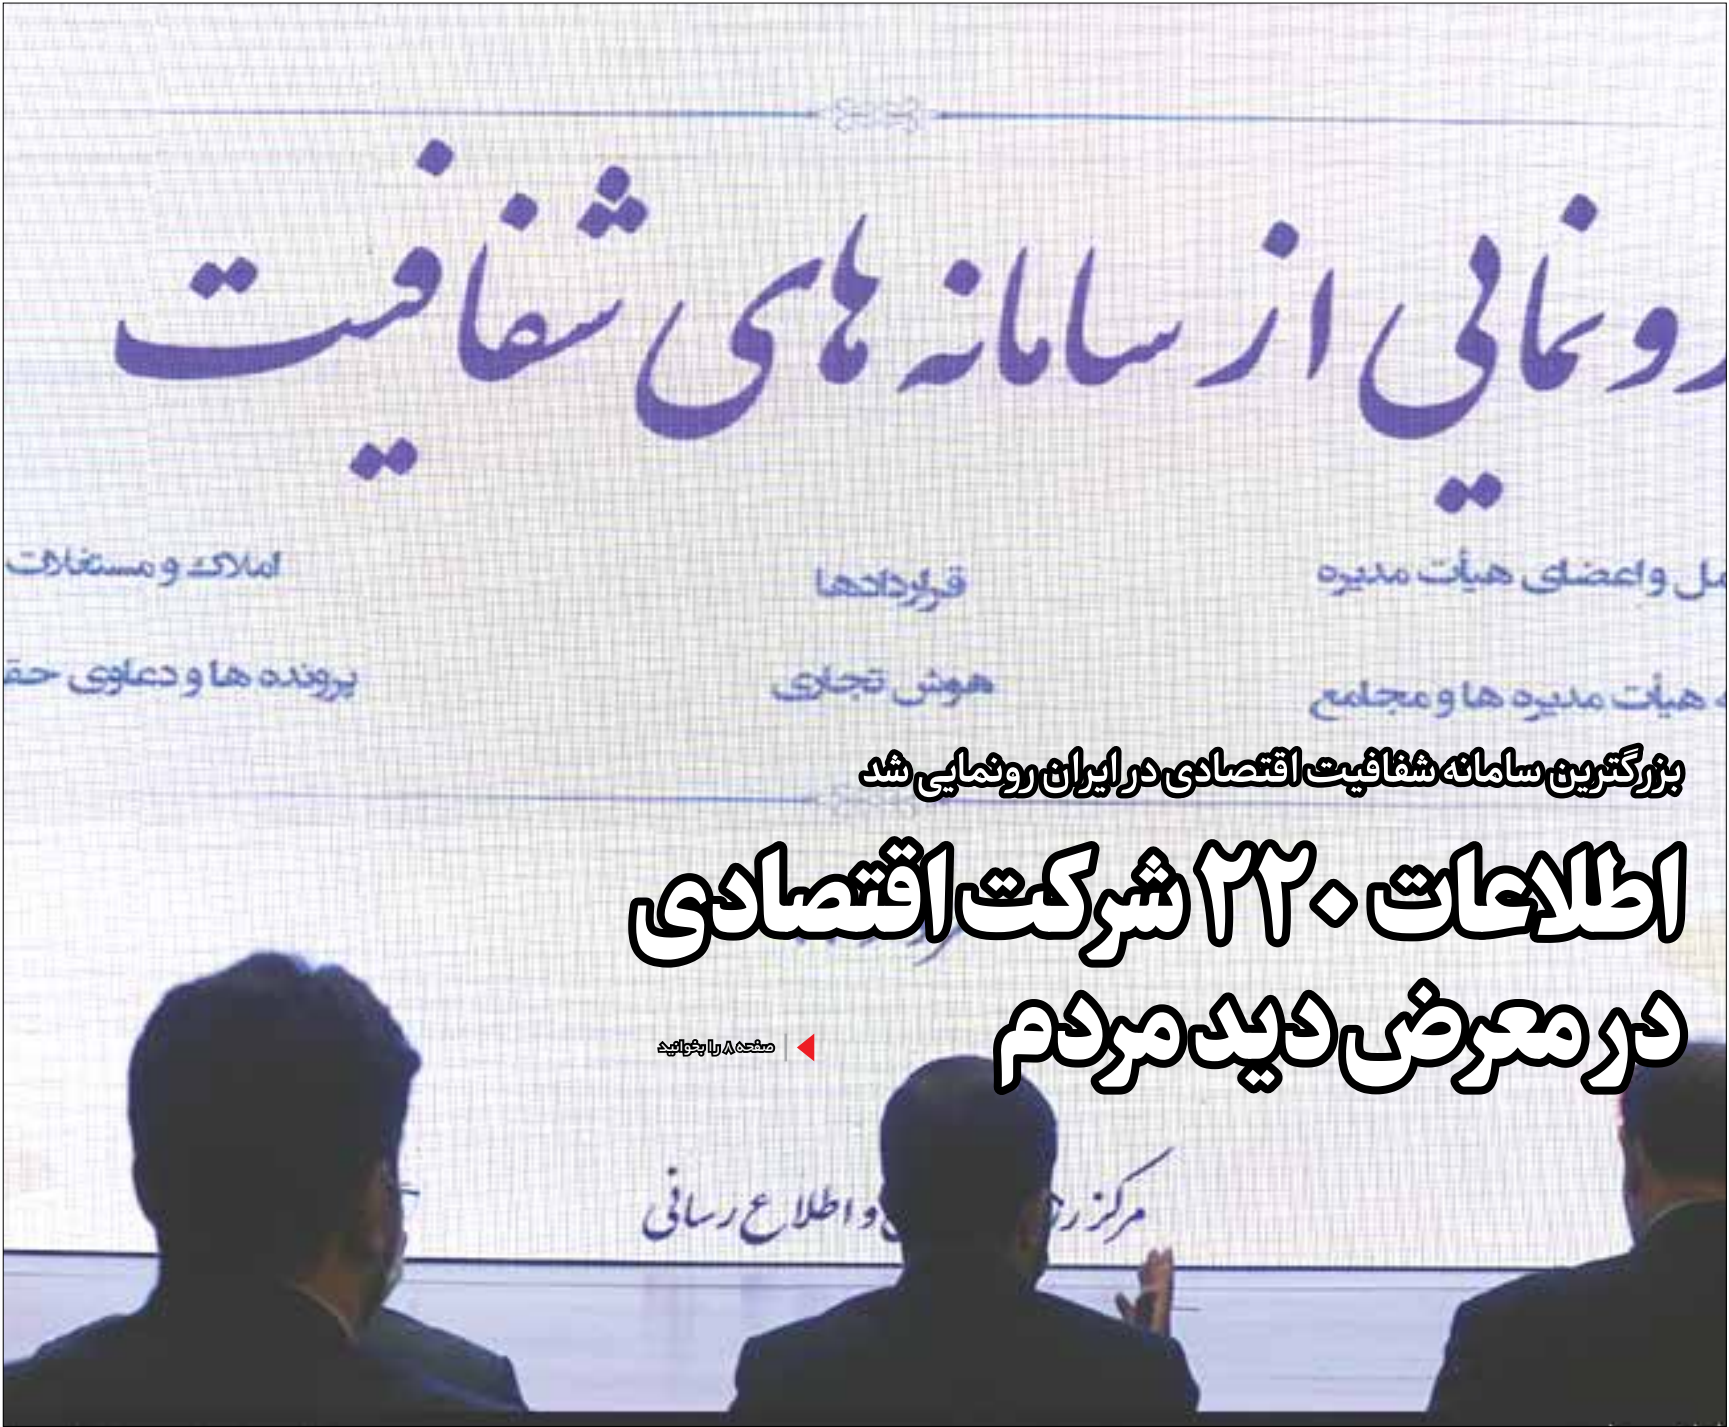 رونمایی از سامانه های شفافیت
و اعضای هیأت مدیره
قراردادها
املاک و مستغلات
هیأت مدیره ها و مجامع
هوش تجاری
پرونده ها و دعاوی
بزرگترین سامانه شفافیت اقتصادی در ایران رونمایی شد
اطلاعات ۲۲۰ شرکت اقتصادی
در معرض دید مردم
صفحه ۸ را بخوانید
مرکز و اطلاع رسانی